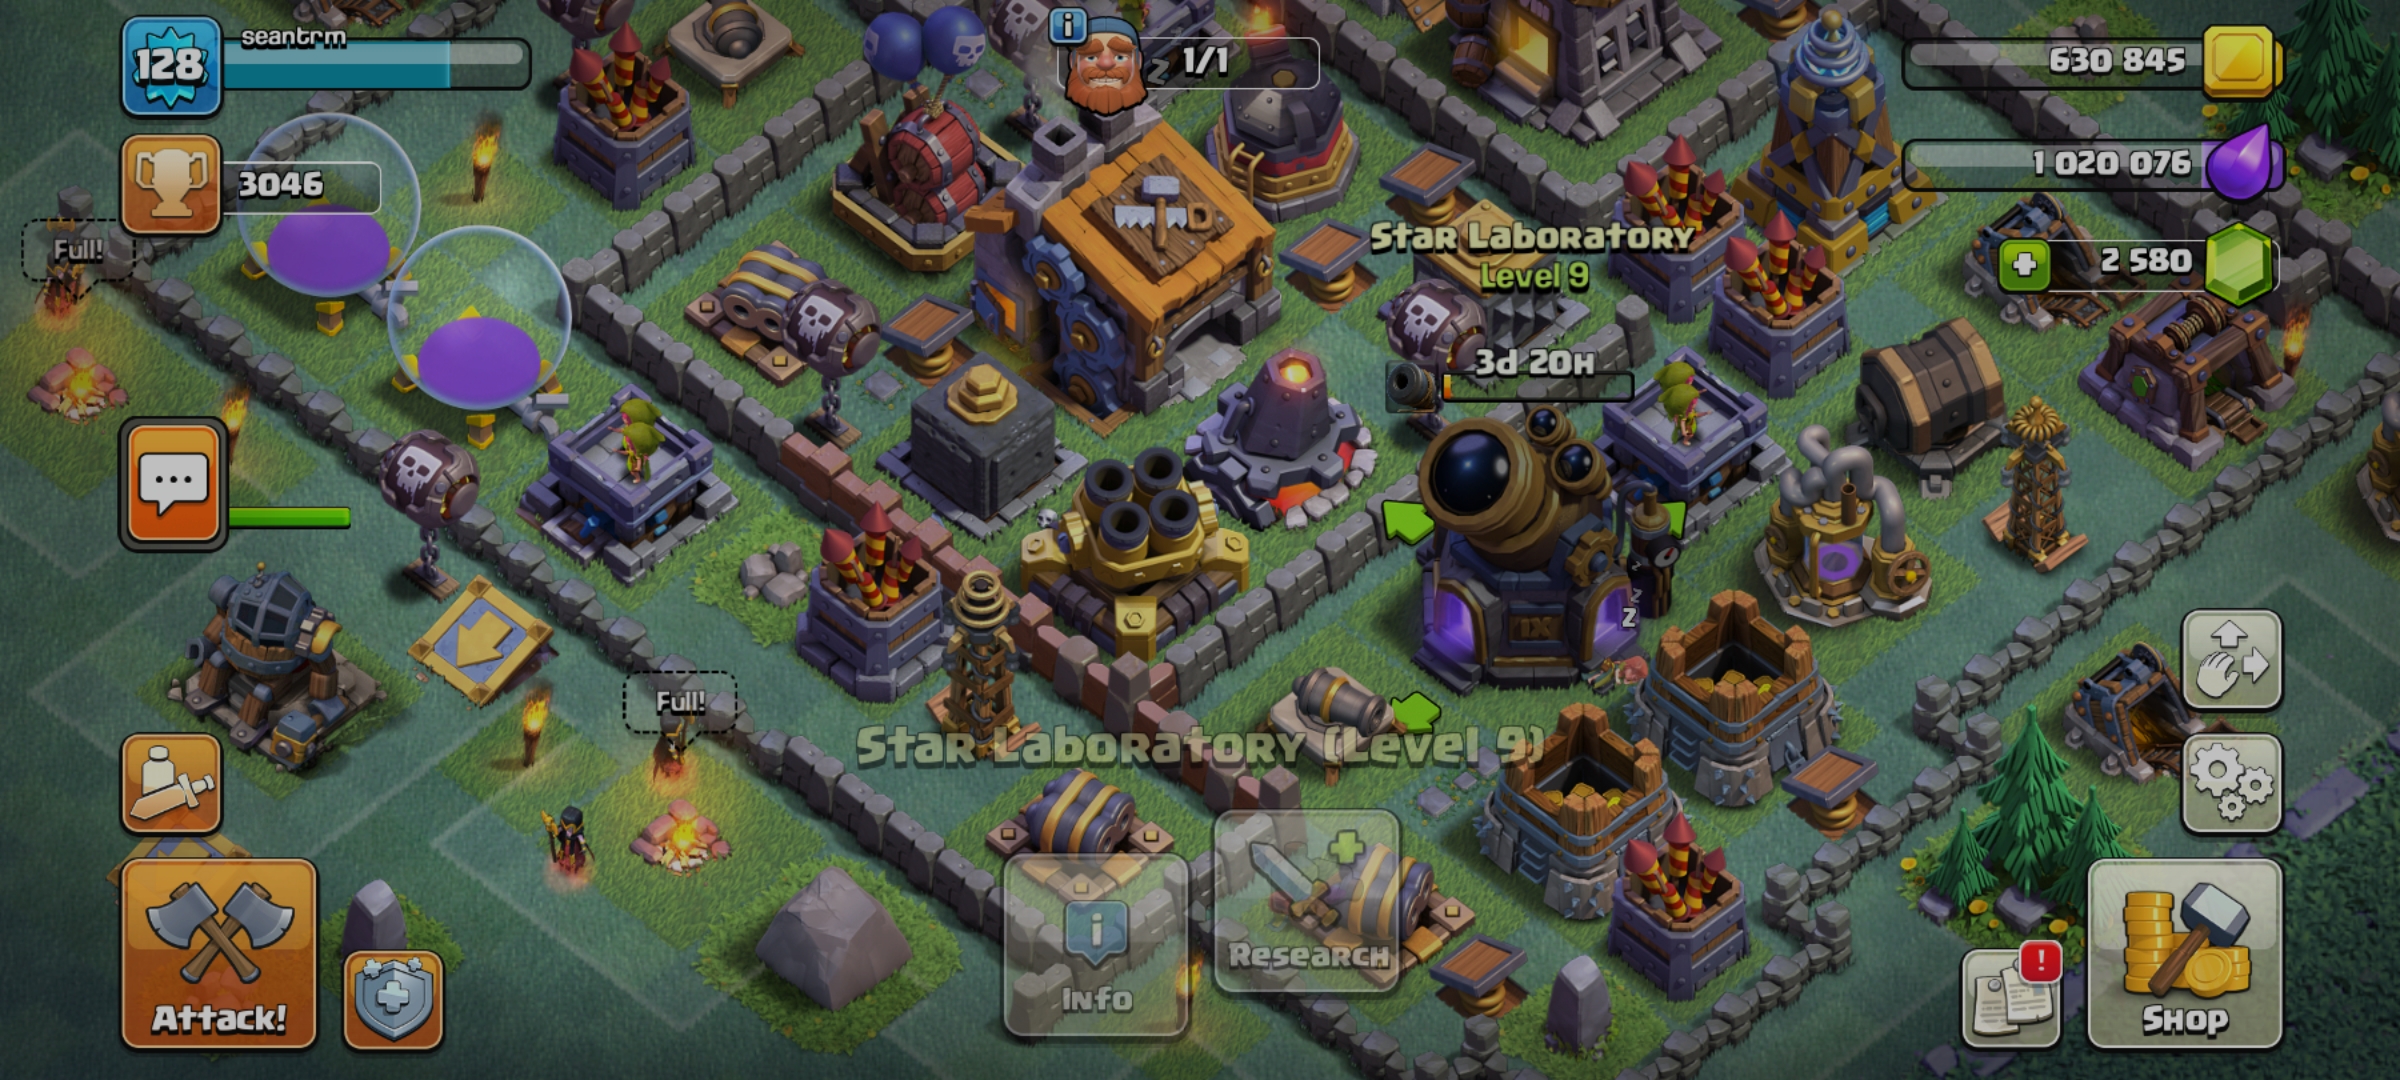 128
seantrm
1/1
630 845
3046
1 020 076
Full!
Star Laboratory
Level 9
2 580
3d 20H
IX
z
z
z
Full!
Star Laboratory (Level 9)
Research
Info
Attack!
!
Shop